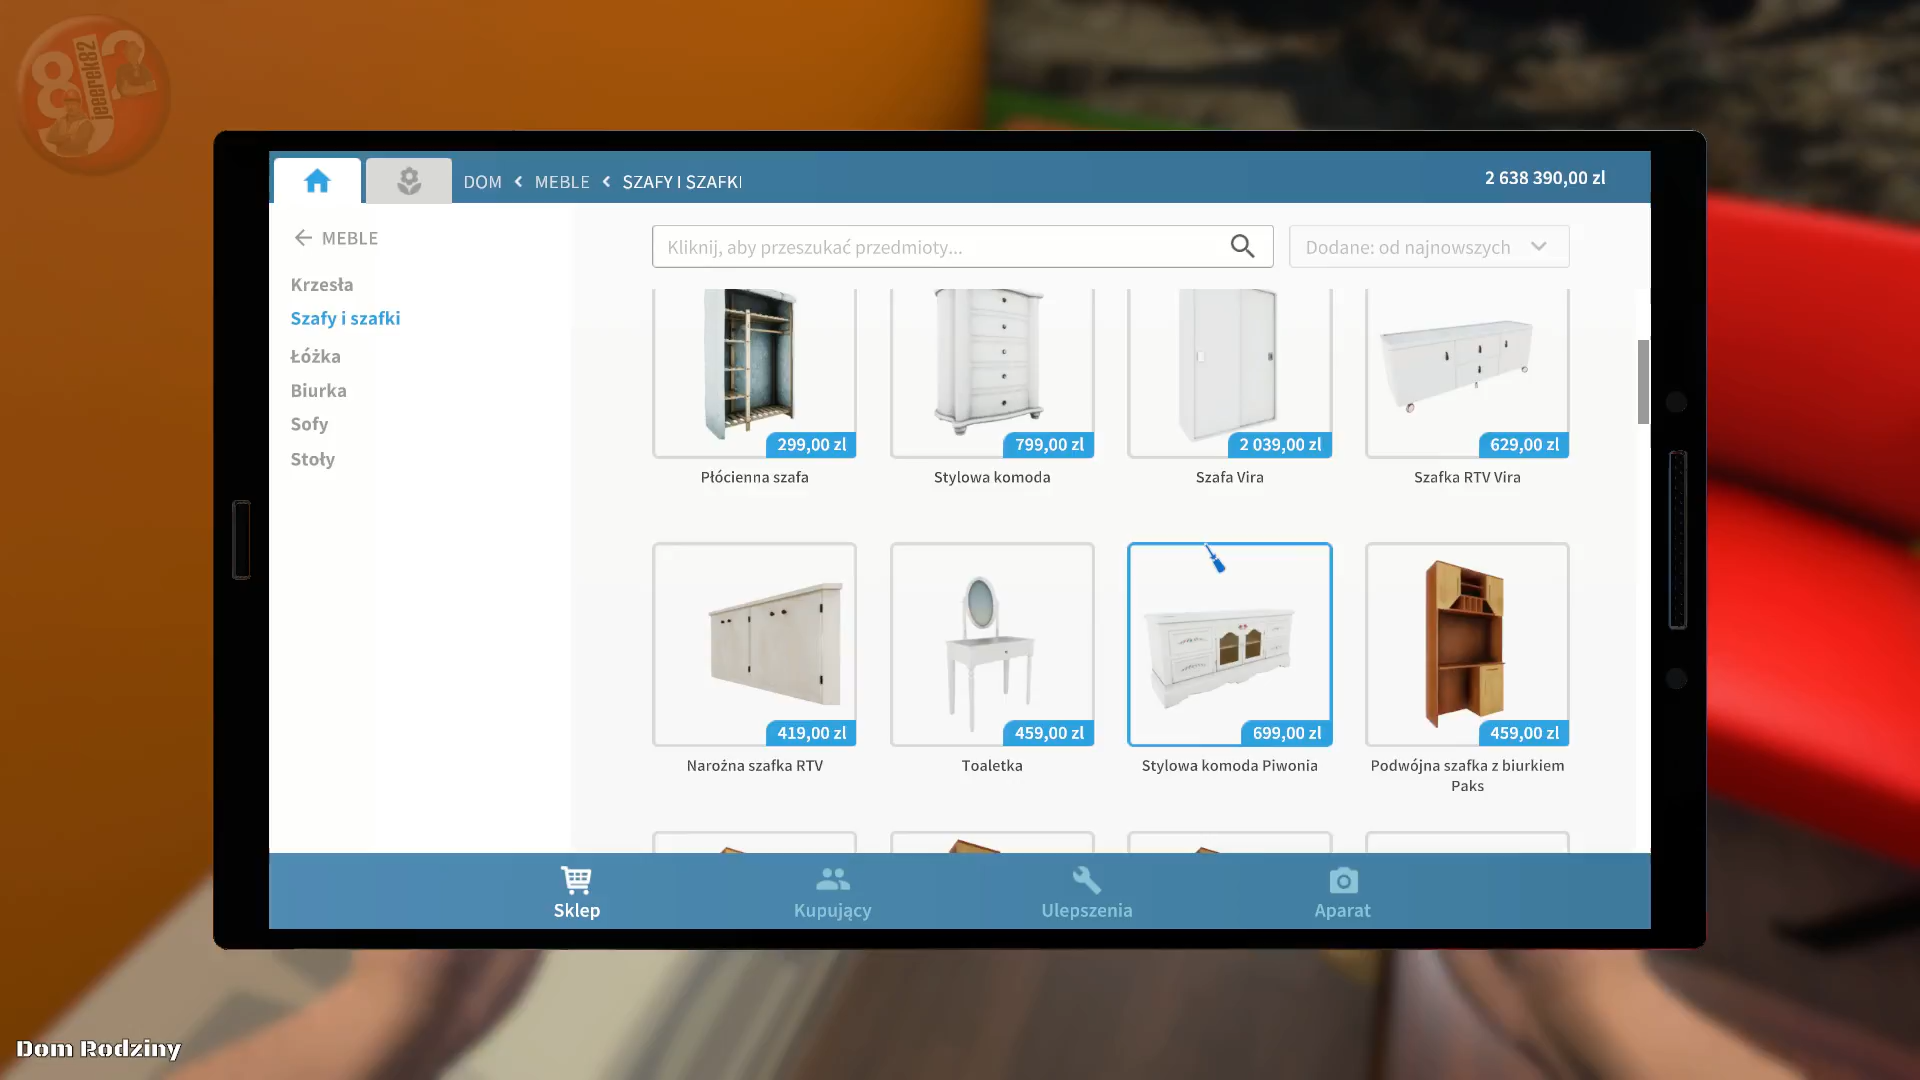 82
jeeerek82
DOM < MEBLE < SZAFY I SZAFKI
2 638 390,00 zl
MEBLE
Kliknij, aby przeszukać przedmioty...
Dodane: od najnowszych
Krzesła
Szafy i szafki
Łóżka
Biurka
Sofy
Stoły
299,00 zl
799,00 zl
2 039,00 zl
629,00 zl
Płócienna szafa
Stylowa komoda
Szafa Vira
Szafka RTV Vira
419,00 zl
459,00 zl
699,00 zl
459,00 zl
Narożna szafka RTV
Toaletka
Stylowa komoda Piwonia
Podwójna szafka z biurkiem
Paks
Sklep
Kupujący
Ulepszenia
Aparat
Dom Rodziny